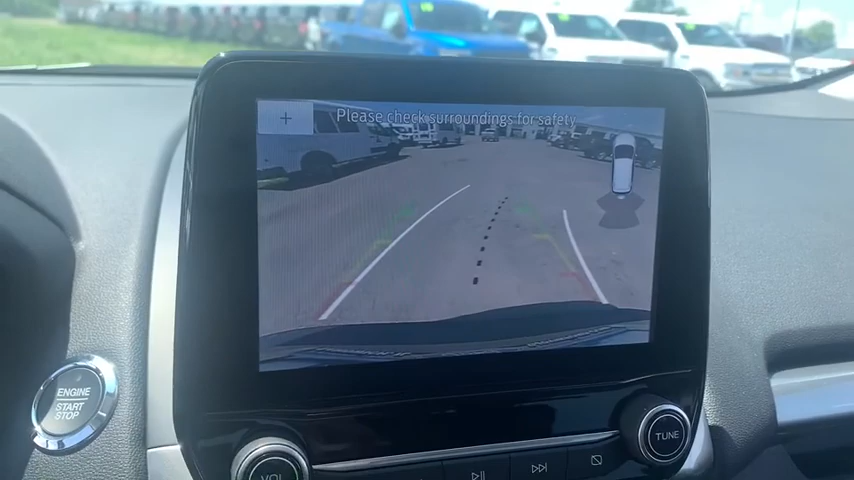 Please check surroundings for safety
ENGINE
START
STOP
VOL
TUNE